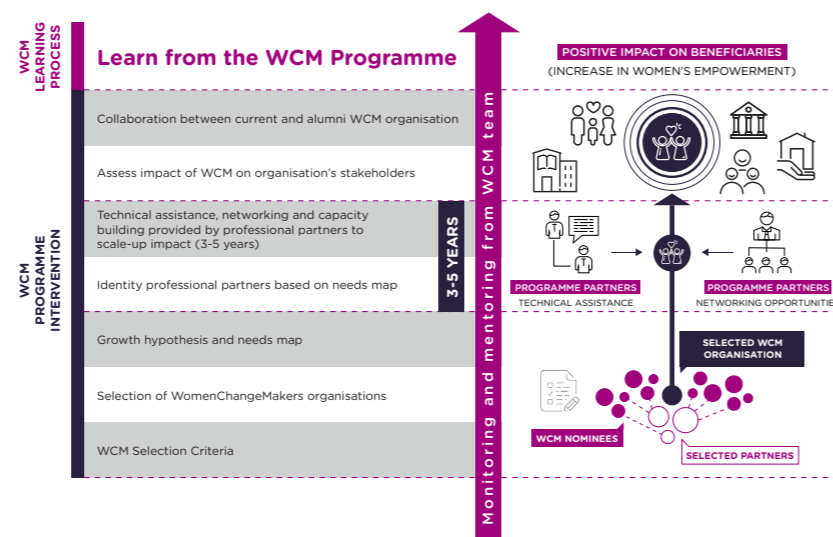 WCM
LEARNING
PROCESS
Learn from the WCM Programme
WCM
PROGRAMME
INTERVENTION
Collaboration between current and alumni WCM organisation
Assess impact of WCM on organisation's stakeholders
Technical assistance, networking and capacity
building provided by professional partners to
scale-up impact (3-5 years)
Identity professional partners based on needs map
Growth hypothesis and needs map
Selection of WomenChangeMakers organisations
WCM Selection Criteria
3-5 YEARS
Monitoring and mentoring from WCM team
POSITIVE IMPACT ON BENEFICIARIES
(INCREASE IN WOMEN'S EMPOWERMENT)
PROGRAMME PARTNERS
TECHNICAL ASSISTANCE
PROGRAMME PARTNERS
NETWORKING OPPORTUNITIE
SELECTED WCM
ORGANISATION
WCM NOMINEES
SELECTED PARTNERS